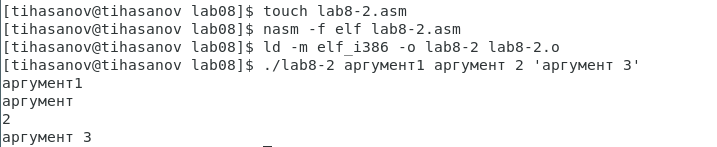 [tihasanov@tihasanov lab08]$ touch lab8-2.asm
[tihasanov@tihasanov lab08]$ nasm -f elf lab8-2.asm
[tihasanov@tihasanov lab08]$ ld -m elf_i386 -o lab8-2 lab8-2.o
[tihasanov@tihasanov lab08]$ ./lab8-2 аргумент1 аргумент 2 'аргумент 3'
аргумент1
аргумент
2
аргумент 3